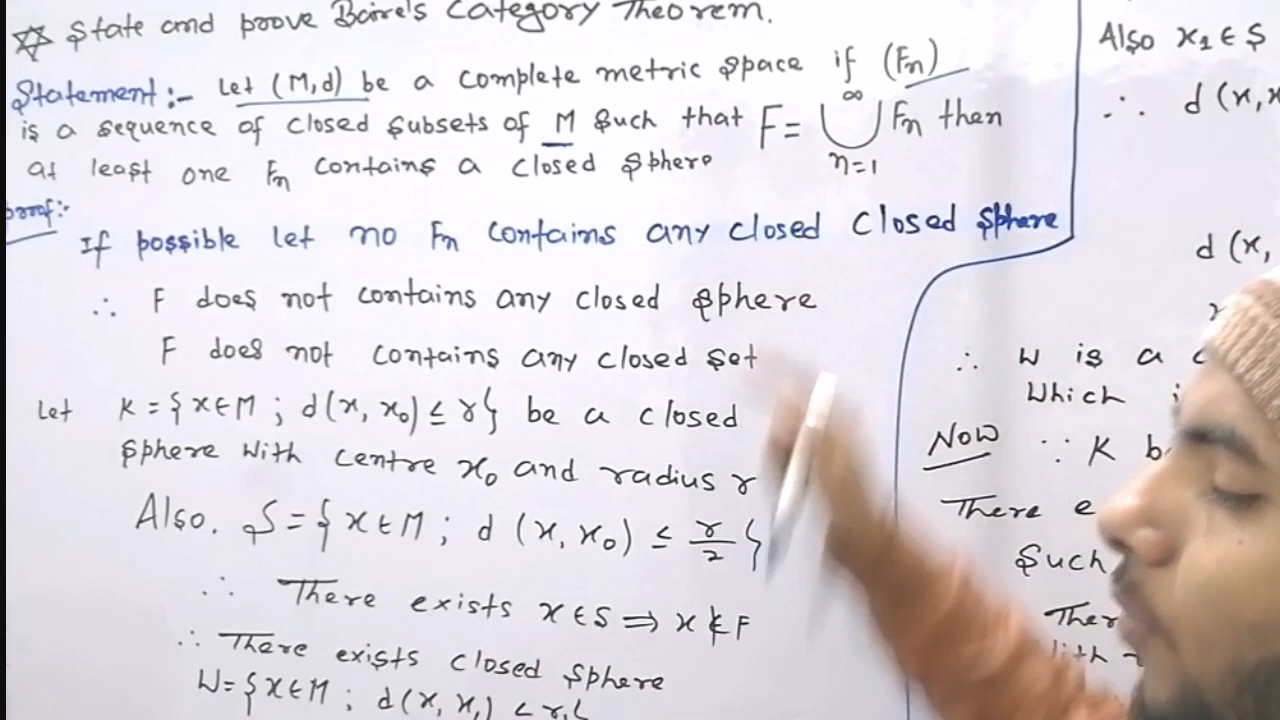 ☆ State and prove Baire's Category Theorem.
Statement :- Let (M,d) be a complete metric space if (Fn)
is a sequence of closed subsets of M such that F = ∞⋃n=1 Fn then
at least one Fn contains a closed sphere
proof:-
If possible let no Fn contains any closed closed sphare
∴ F does not contains any closed sphere
F does not contains any closed set
Let K = { x ∈ M ; d(x, x0) ≤ r } be a closed
sphere with centre x0 and radius r
Also. S = { x ∈ M ; d (x, x0) ≤ r/2 }
∴ There exists x ∈ S ⇒ x ∉ F
∴ There exists closed sphere
W = { x ∈ M ; d(x, x1) < r1
Also x1 ∈ S
∴ d (x,
d (x,
∴ W is a
Which
Now ∵ K
There
Such